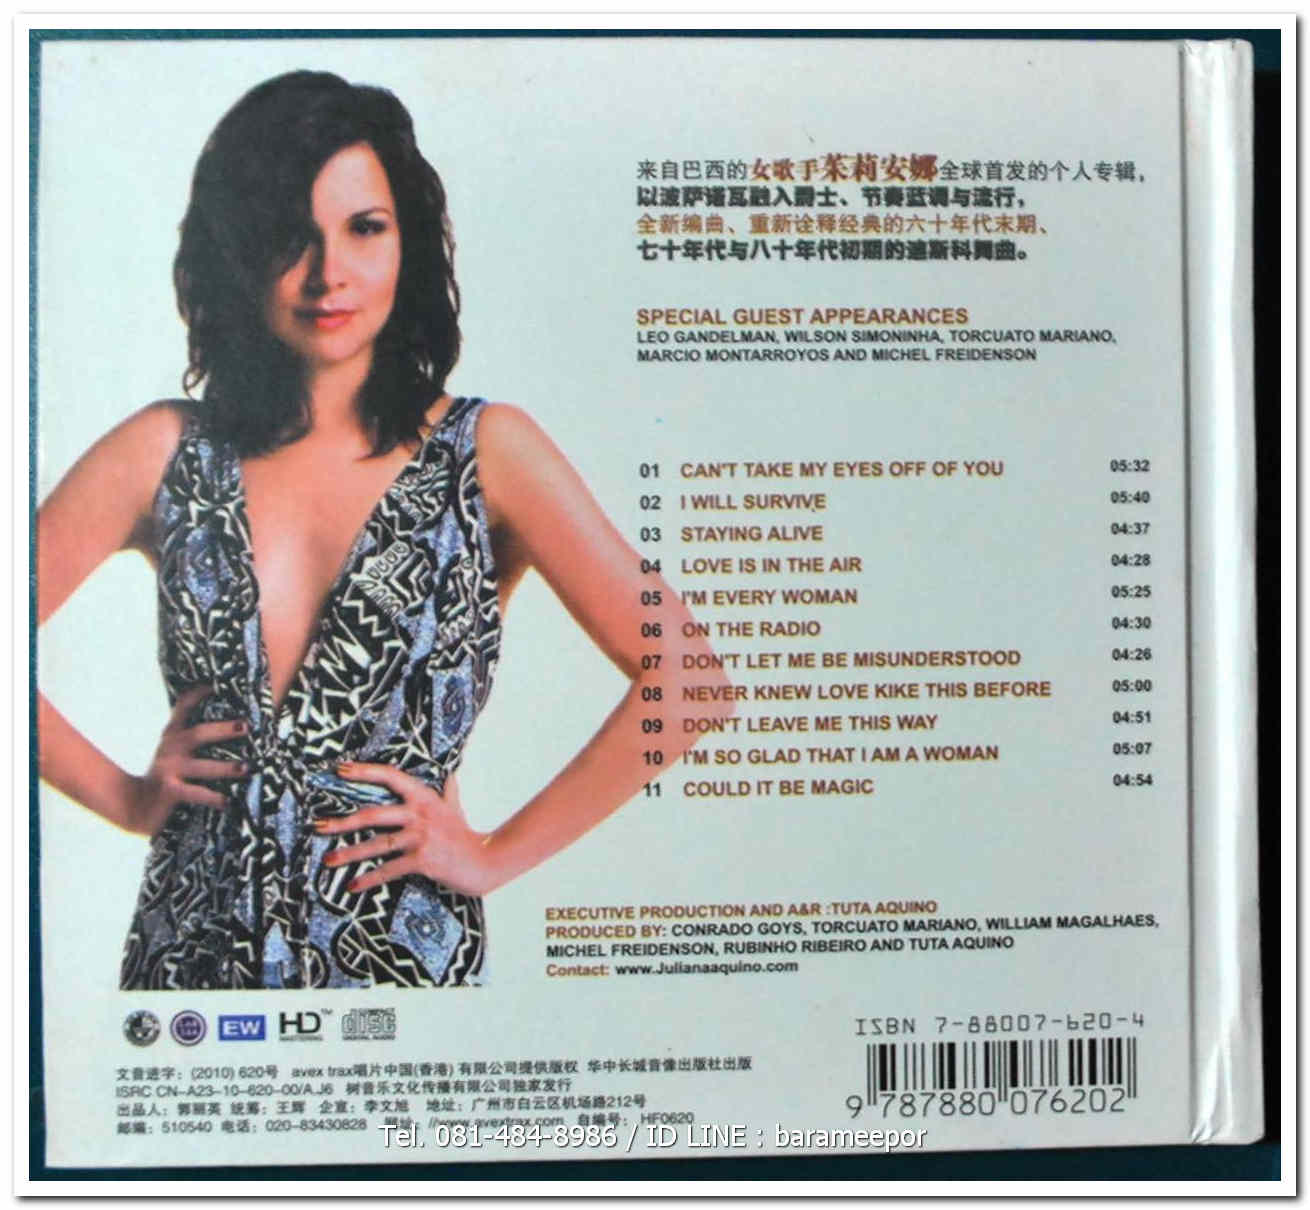 来自巴西的女歌手茱莉安娜全球首发的个人专辑,
以波萨诺瓦融入爵士、节奏蓝调与流行,
全新编曲、重新诠释经典的六十年代末期、
七十年代与八十年代初期的迪斯科舞曲。
SPECIAL GUEST APPEARANCES
LEO GANDELMAN, WILSON SIMONINHA, TORCUATO MARIANO,
MARCIO MONTARROYOS AND MICHEL FREIDENSON
01 CAN'T TAKE MY EYES OFF OF YOU 05:32
02 I WILL SURVIVE 05:40
03 STAYING ALIVE 04:37
04 LOVE IS IN THE AIR 04:28
05 I'M EVERY WOMAN 05:25
06 ON THE RADIO 04:30
07 DON'T LET ME BE MISUNDERSTOOD 04:26
08 NEVER KNEW LOVE KIKE THIS BEFORE 05:00
09 DON'T LEAVE ME THIS WAY 04:51
10 I'M SO GLAD THAT I AM A WOMAN 05:07
11 COULD IT BE MAGIC 04:54
EXECUTIVE PRODUCTION AND A&R :TUTA AQUINO
PRODUCED BY: CONRADO GOYS, TORCUATO MARIANO, WILLIAM MAGALHAES,
MICHEL FREIDENSON, RUBINHO RIBEIRO AND TUTA AQUINO
Contact: www.Julianaaquino.com
EW HD™ MASTERING disc DIGITAL AUDIO
ISBN 7-88007-620-4
9 787880 076202
文音进字: (2010) 620号 avex trax唱片中国(香港) 有限公司提供版权 华中长城音像出版社出版
ISRC CN-A23-10-620-00/A.J6 树音乐文化传播有限公司独家发行
出品人: 郭丽英 统筹: 王辉 企宣: 李文旭 地址: 广州市白云区机场路212号
邮编: 510540 电话: 020-83430828 网址: //www.avextrax.com 自编号: HF0620
Tel. 081-484-8986 / ID LINE : barameepor